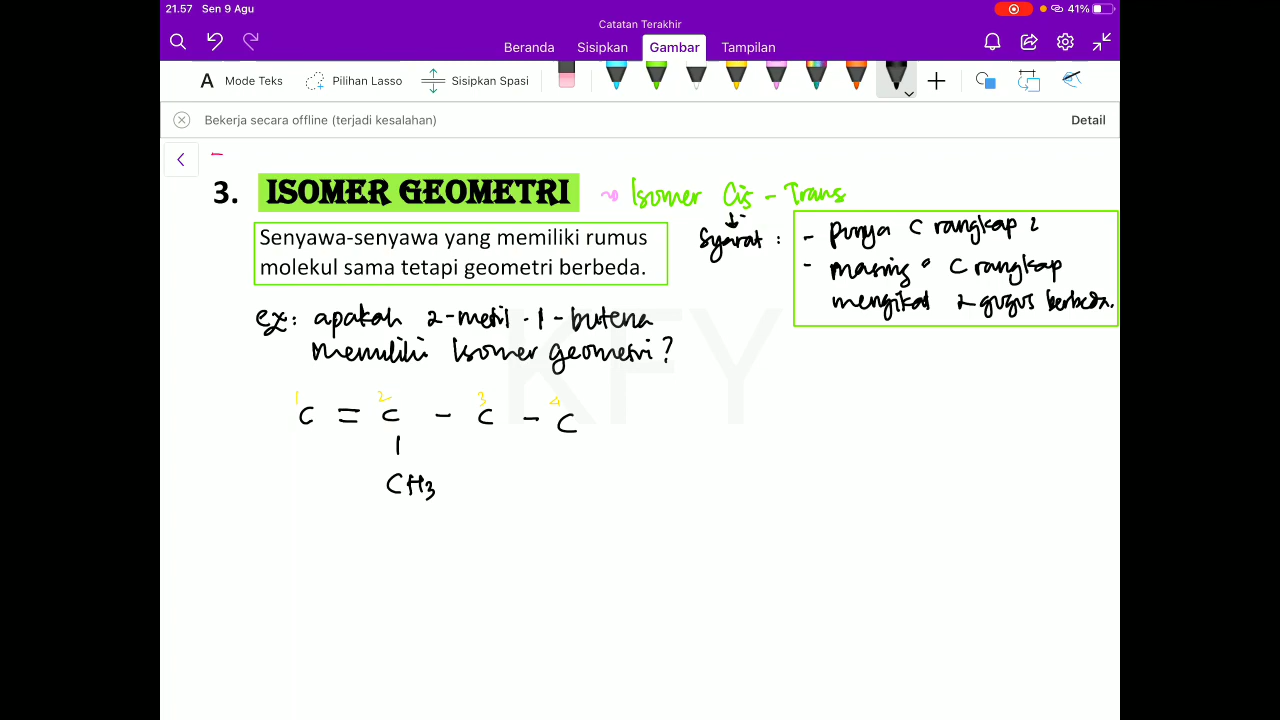 21.57 Sen 9 Agu
41%
Catatan Terakhir
Beranda Sisipkan Gambar Tampilan
A Mode Teks Pilihan Lasso Sisipkan Spasi
Bekerja secara offline (terjadi kesalahan) Detail
3. ISOMER GEOMETRI Isomer Cis - Trans
Senyawa-senyawa yang memiliki rumus
molekul sama tetapi geometri berbeda.
Syarat :
- punya C rangkap 2
- masing " C rangkap
mengikat 2 gugus berbeda.
ex: apakah 2-metil-1-butena
memiliki isomer geometri?
KFY
1 2 3 4
C = C - C - C
|
CH3